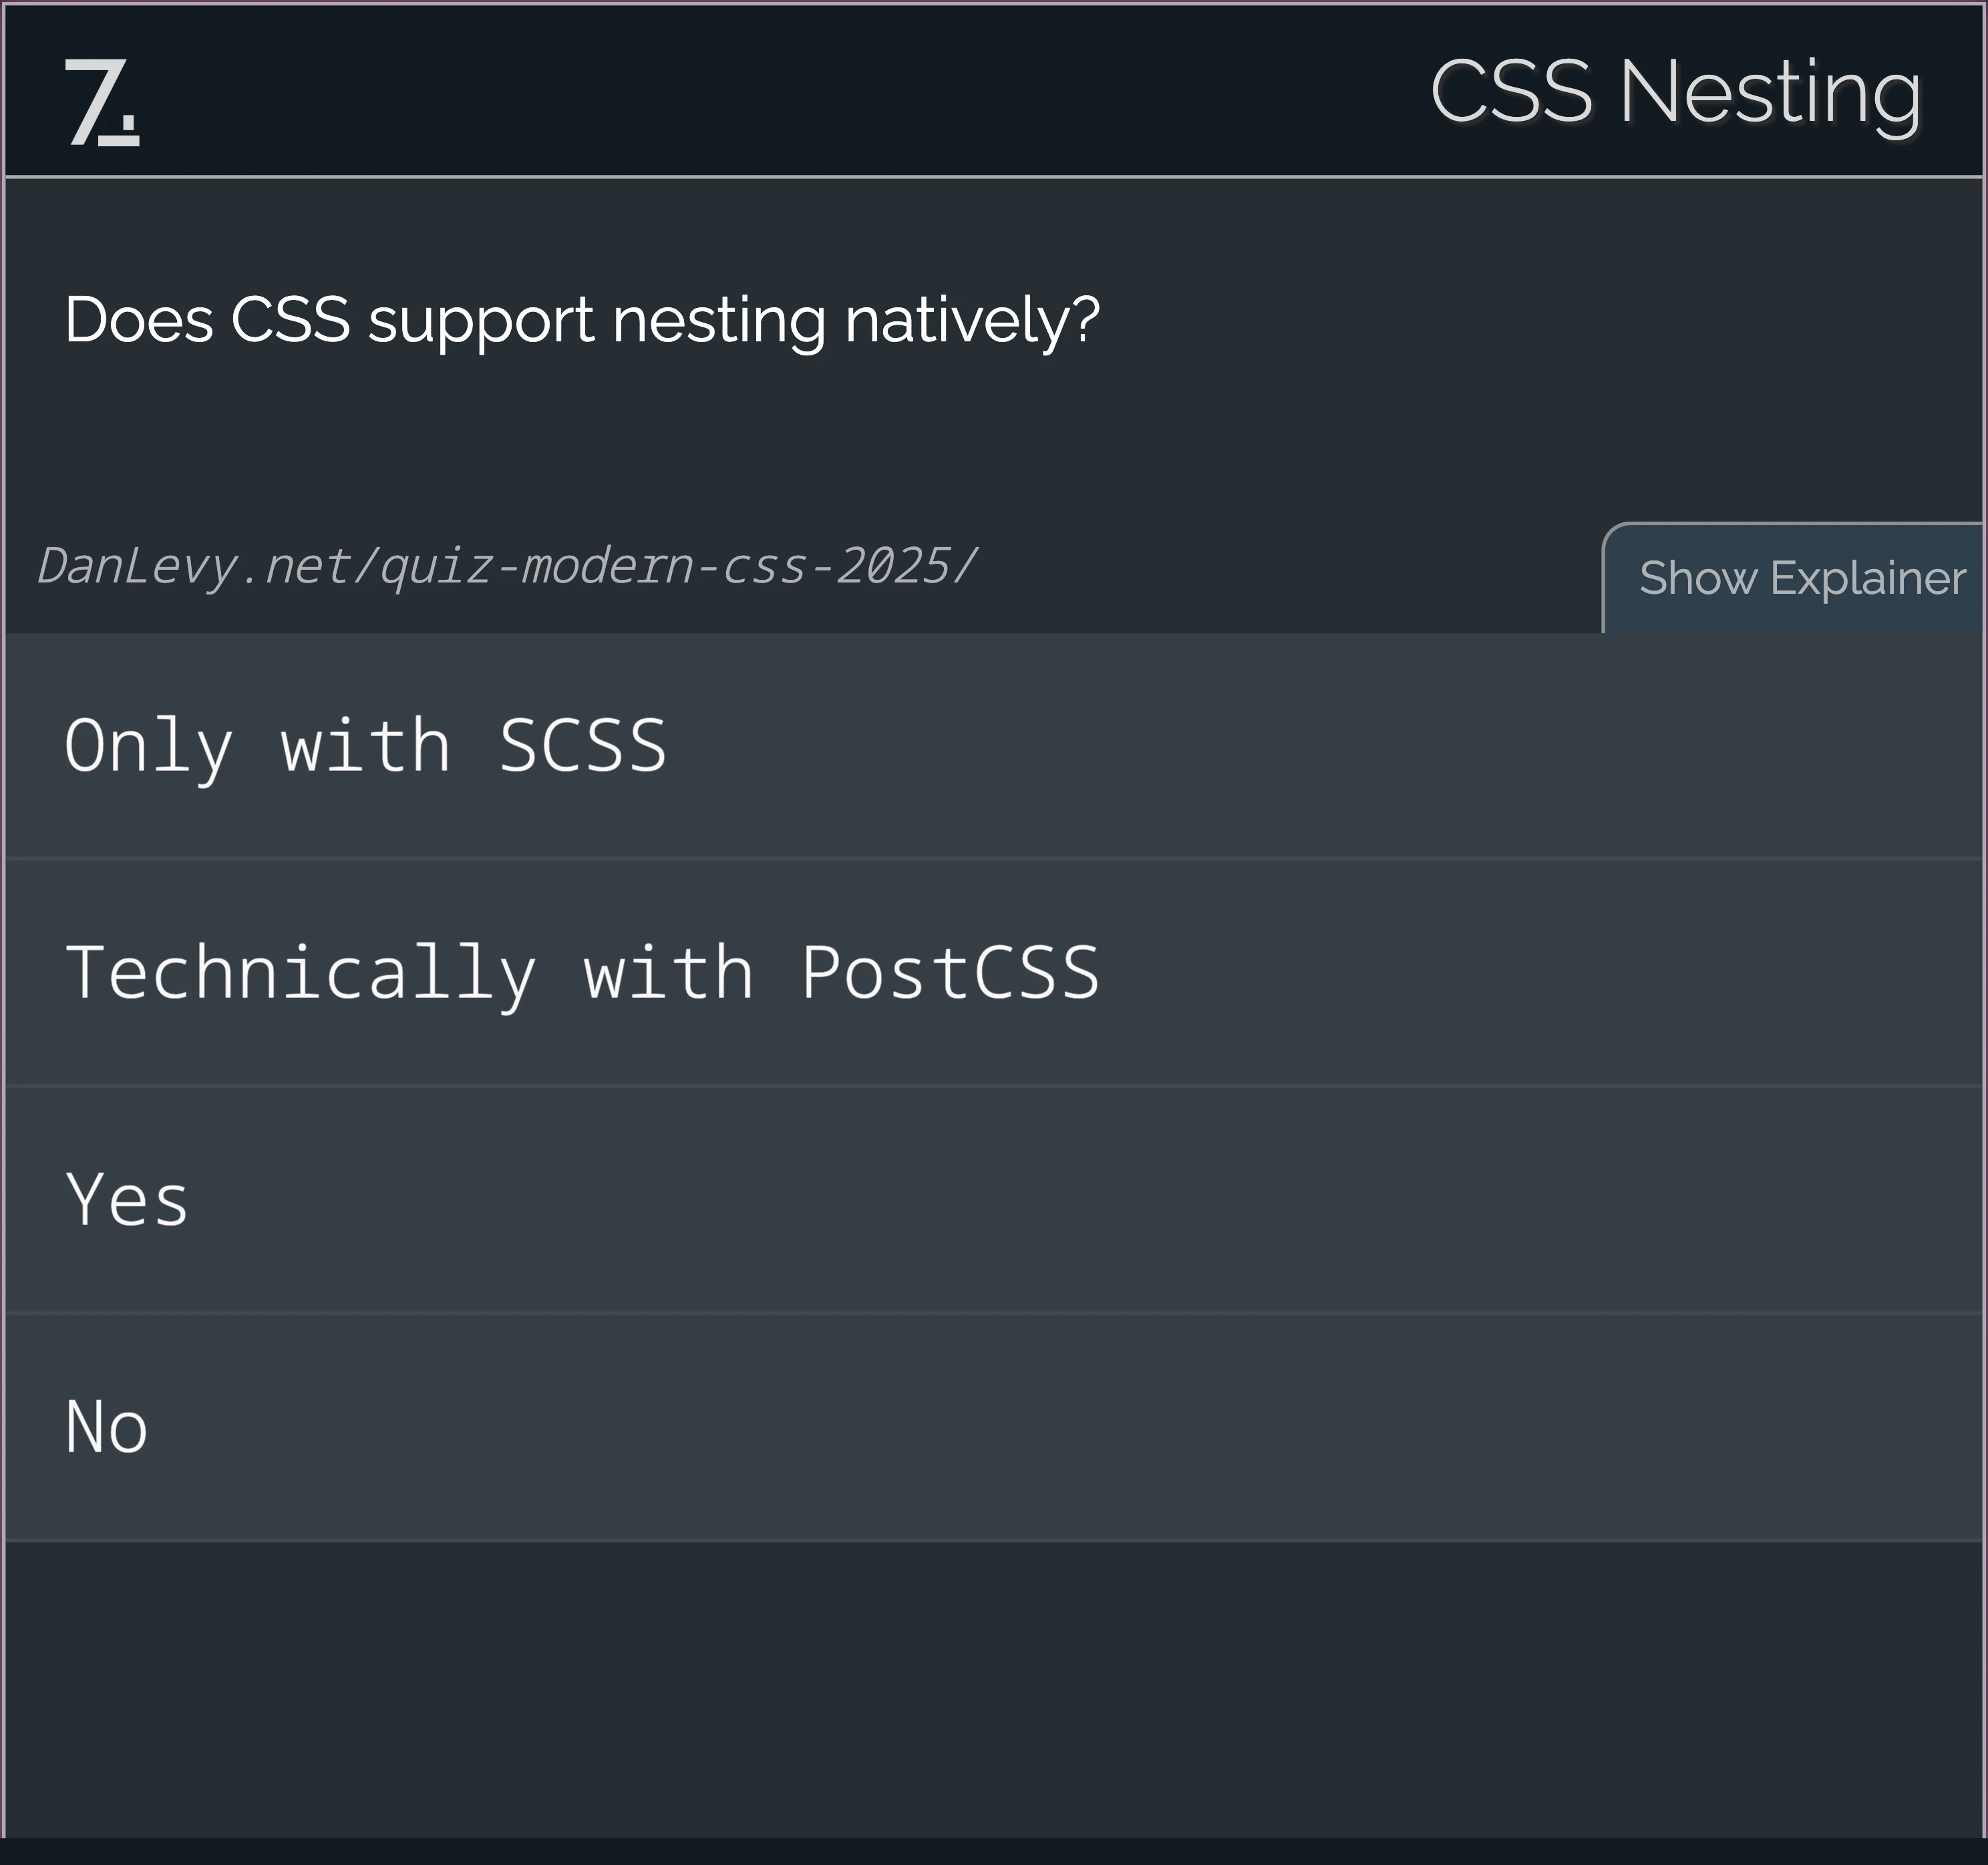 7.
CSS Nesting
Does CSS support nesting natively?
DanLevy.net/quiz-modern-css-2025/
Show Explainer
Only with SCSS
Technically with PostCSS
Yes
No